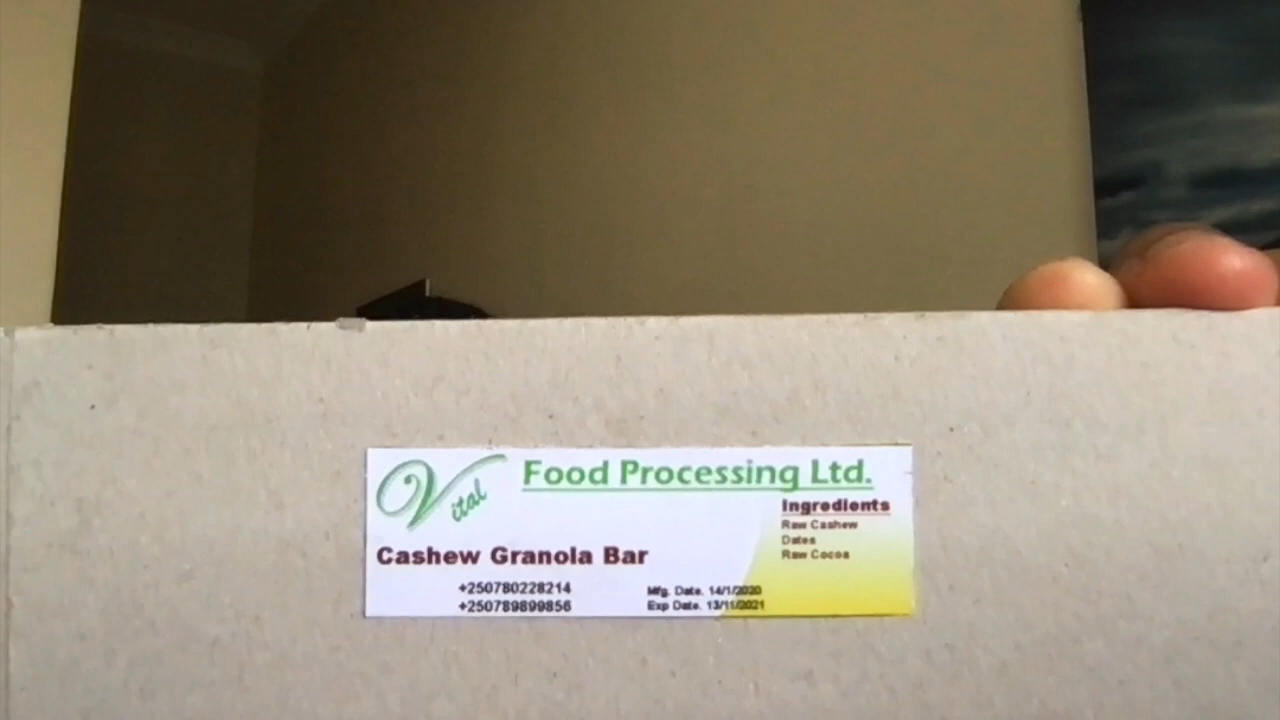 Vital Food Processing Ltd.
Ingredients
Raw Cashew
Dates
Raw Cocoa
Cashew Granola Bar
+250780228214
+250789899856
Mfg. Date. 14/1/2020
Exp Date. 13/11/2021